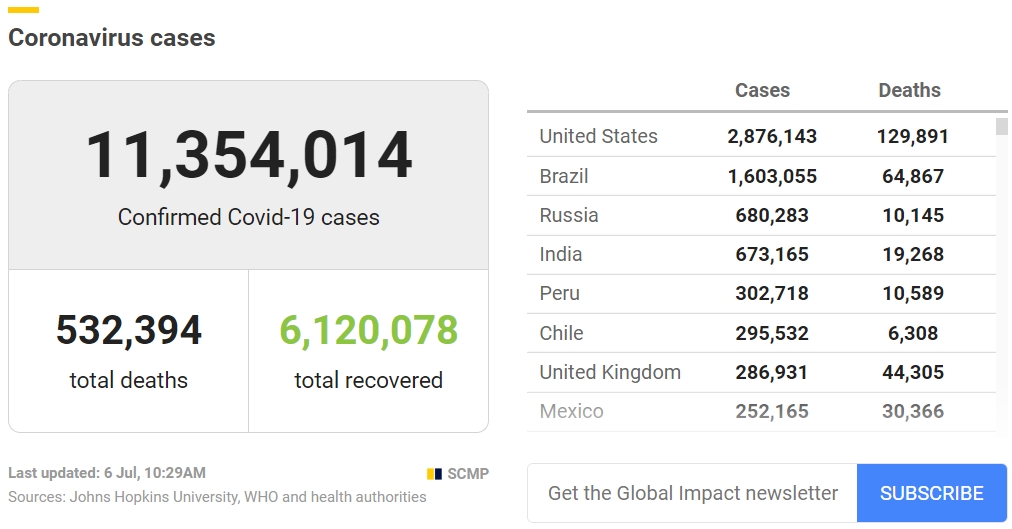 Coronavirus cases
11,354,014
Confirmed Covid-19 cases
532,394
total deaths
6,120,078
total recovered
Last updated: 6 Jul, 10:29AM
SCMP
Sources: Johns Hopkins University, WHO and health authorities
Cases Deaths
United States 2,876,143 129,891
Brazil 1,603,055 64,867
Russia 680,283 10,145
India 673,165 19,268
Peru 302,718 10,589
Chile 295,532 6,308
United Kingdom 286,931 44,305
Mexico 252,165 30,366
Get the Global Impact newsletter SUBSCRIBE